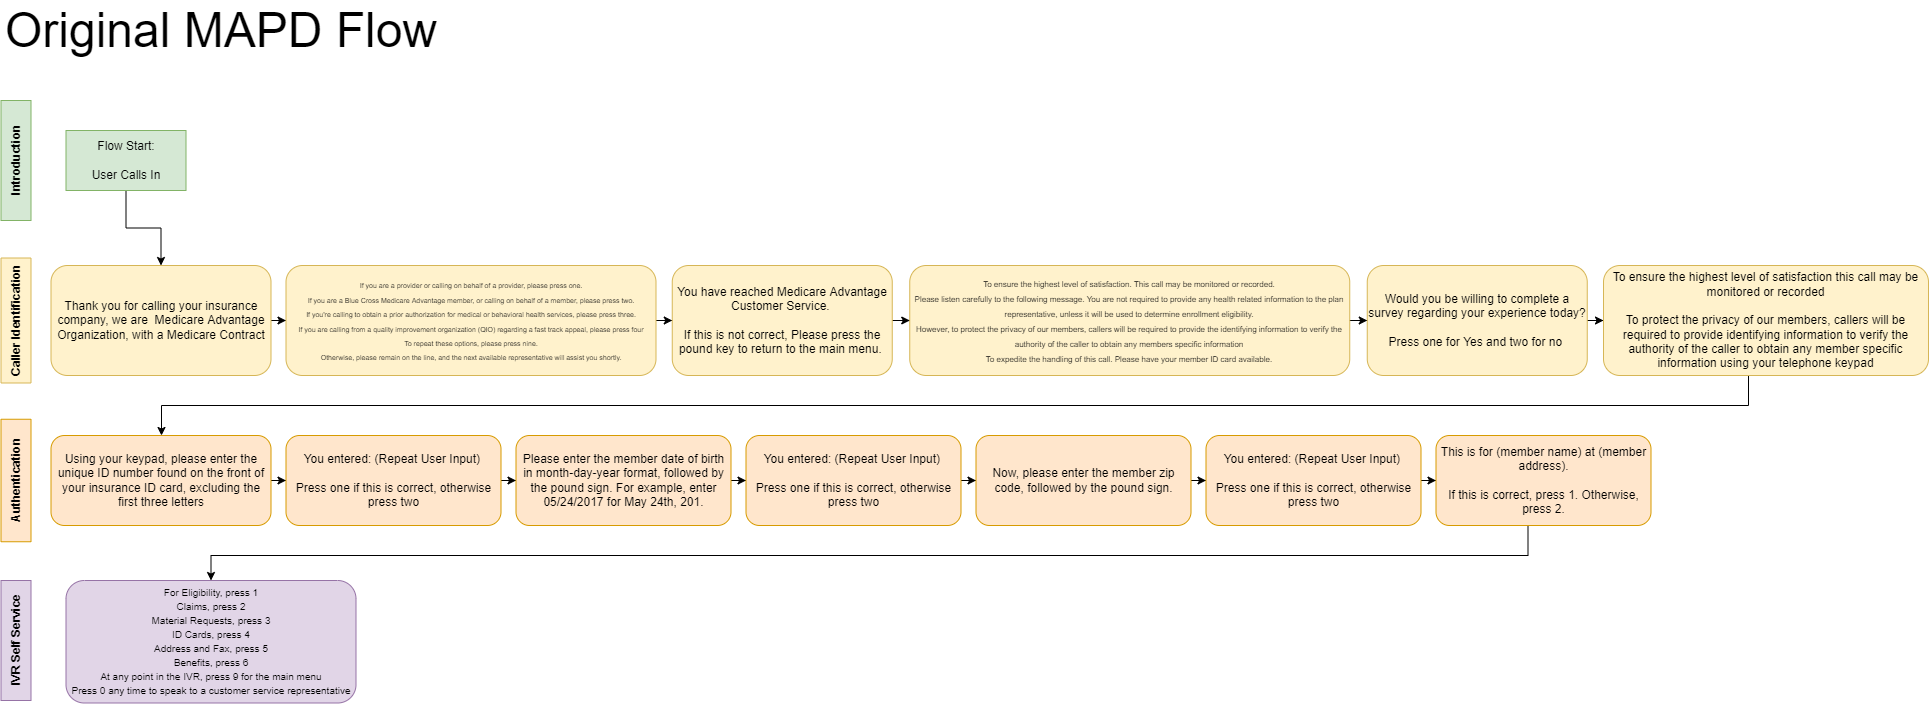 Original MAPD Flow
Introduction
Flow Start:
User Calls In
Caller Identification
Thank you for calling your insurance
company, we are Medicare Advantage
Organization, with a Medicare Contract
If you are a provider or calling on behalf of a provider, please press one.
If you are a Blue Cross Medicare Advantage member, or calling on behalf of a member, please press two.
If you're calling to obtain a prior authorization for medical or behavioral health services, please press three.
If you are calling from a quality improvement organization (QIO) regarding a fast track appeal, please press four
To repeat these options, please press nine.
Otherwise, please remain on the line, and the next available representative will assist you shortly.
You have reached Medicare Advantage
Customer Service.
If this is not correct, Please press the
pound key to return to the main menu.
To ensure the highest level of satisfaction. This call may be monitored or recorded.
Please listen carefully to the following message. You are not required to provide any health related information to the plan
representative, unless it will be used to determine enrollment eligibility.
However, to protect the privacy of our members, callers will be required to provide the identifying information to verify the
authority of the caller to obtain any members specific information
To expedite the handling of this call. Please have your member ID card available.
Would you be willing to complete a
survey regarding your experience today?
Press one for Yes and two for no
To ensure the highest level of satisfaction this call may be
monitored or recorded
To protect the privacy of our members, callers will be
required to provide identifying information to verify the
authority of the caller to obtain any member specific
information using your telephone keypad
Authentication
Using your keypad, please enter the
unique ID number found on the front of
your insurance ID card, excluding the
first three letters
You entered: (Repeat User Input)
Press one if this is correct, otherwise
press two
Please enter the member date of birth
in month-day-year format, followed by
the pound sign. For example, enter
05/24/2017 for May 24th, 201.
You entered: (Repeat User Input)
Press one if this is correct, otherwise
press two
Now, please enter the member zip
code, followed by the pound sign.
You entered: (Repeat User Input)
Press one if this is correct, otherwise
press two
This is for (member name) at (member
address).
If this is correct, press 1. Otherwise,
press 2.
IVR Self Service
For Eligibility, press 1
Claims, press 2
Material Requests, press 3
ID Cards, press 4
Address and Fax, press 5
Benefits, press 6
At any point in the IVR, press 9 for the main menu
Press 0 any time to speak to a customer service representative